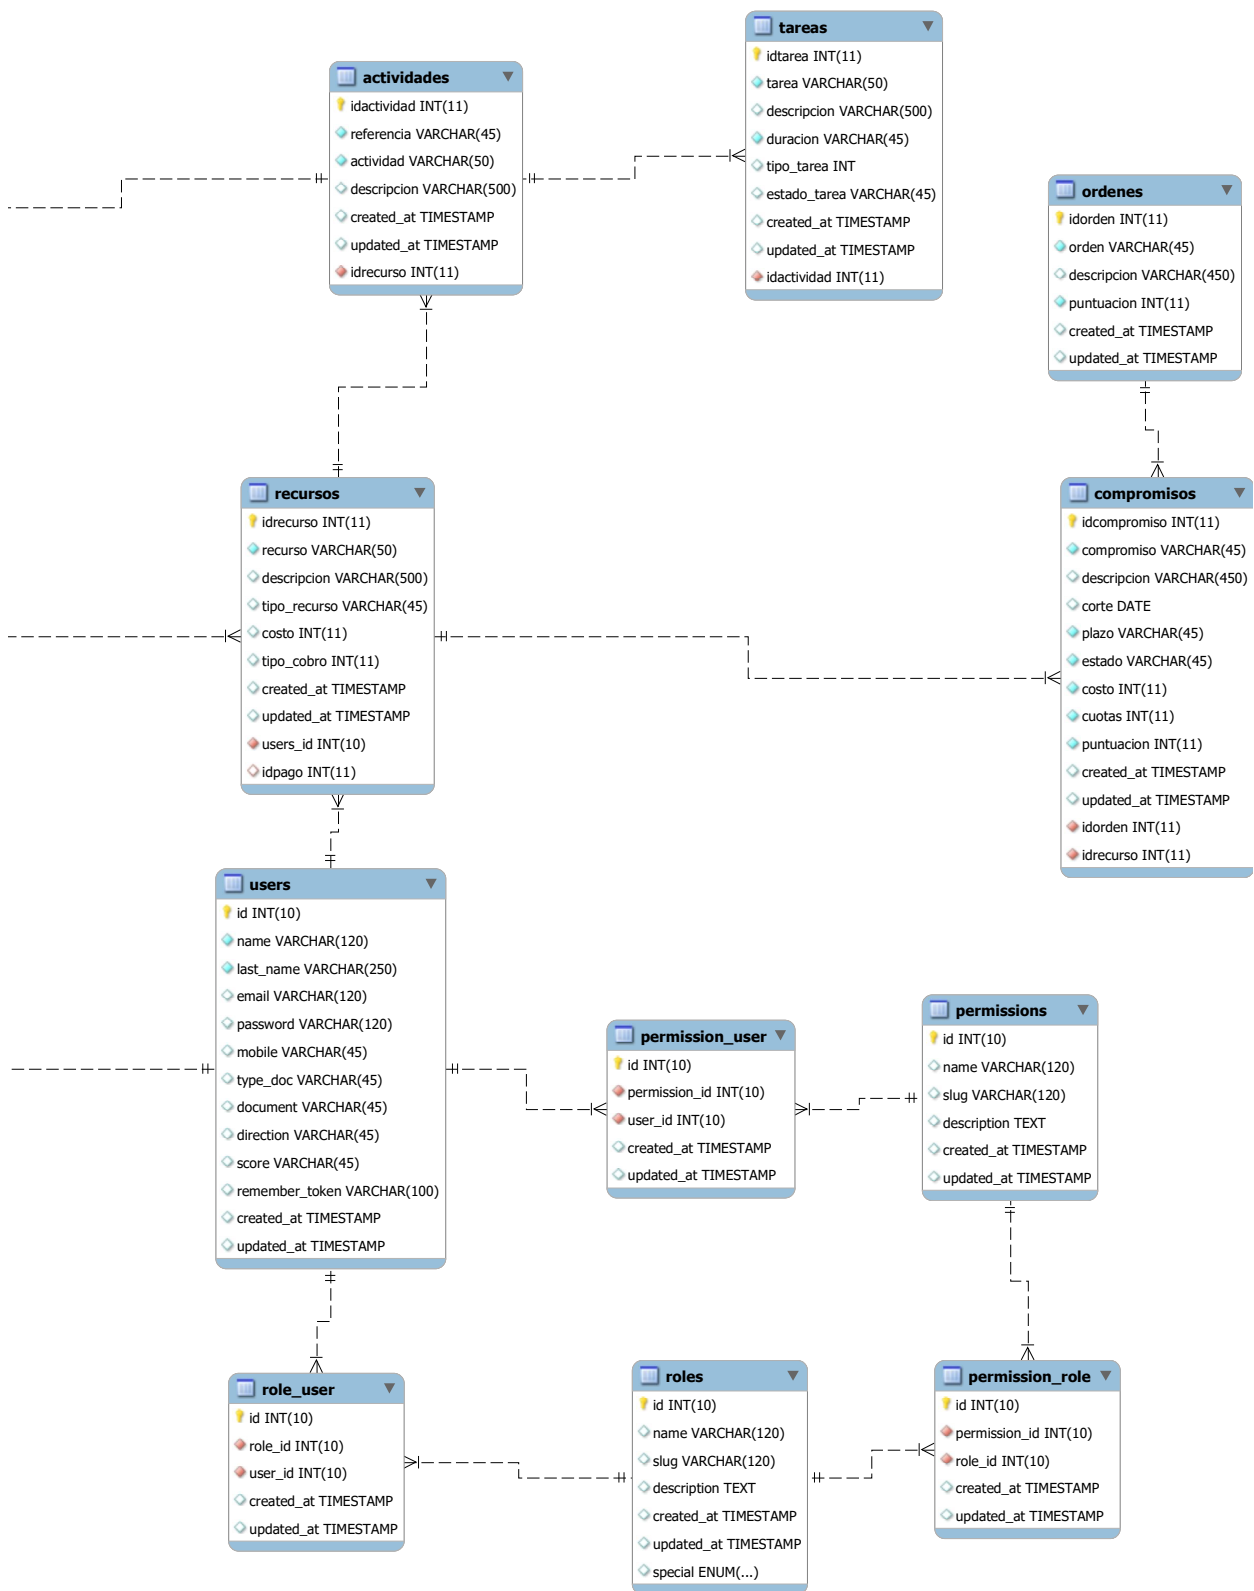 tareas
idtarea INT(11)
tarea VARCHAR(50)
descripcion VARCHAR(500)
duracion VARCHAR(45)
tipo_tarea INT
estado_tarea VARCHAR(45)
created_at TIMESTAMP
updated_at TIMESTAMP
idactividad INT(11)
actividades
idactividad INT(11)
referencia VARCHAR(45)
actividad VARCHAR(50)
descripcion VARCHAR(500)
created_at TIMESTAMP
updated_at TIMESTAMP
idrecurso INT(11)
ordenes
idorden INT(11)
orden VARCHAR(45)
descripcion VARCHAR(450)
puntuacion INT(11)
created_at TIMESTAMP
updated_at TIMESTAMP
recursos
idrecurso INT(11)
recurso VARCHAR(50)
descripcion VARCHAR(500)
tipo_recurso VARCHAR(45)
costo INT(11)
tipo_cobro INT(11)
created_at TIMESTAMP
updated_at TIMESTAMP
users_id INT(10)
idpago INT(11)
compromisos
idcompromiso INT(11)
compromiso VARCHAR(45)
descripcion VARCHAR(450)
corte DATE
plazo VARCHAR(45)
estado VARCHAR(45)
costo INT(11)
cuotas INT(11)
puntuacion INT(11)
created_at TIMESTAMP
updated_at TIMESTAMP
idorden INT(11)
idrecurso INT(11)
users
id INT(10)
name VARCHAR(120)
last_name VARCHAR(250)
email VARCHAR(120)
password VARCHAR(120)
mobile VARCHAR(45)
type_doc VARCHAR(45)
document VARCHAR(45)
direction VARCHAR(45)
score VARCHAR(45)
remember_token VARCHAR(100)
created_at TIMESTAMP
updated_at TIMESTAMP
permission_user
id INT(10)
permission_id INT(10)
user_id INT(10)
created_at TIMESTAMP
updated_at TIMESTAMP
permissions
id INT(10)
name VARCHAR(120)
slug VARCHAR(120)
description TEXT
created_at TIMESTAMP
updated_at TIMESTAMP
role_user
id INT(10)
role_id INT(10)
user_id INT(10)
created_at TIMESTAMP
updated_at TIMESTAMP
roles
id INT(10)
name VARCHAR(120)
slug VARCHAR(120)
description TEXT
created_at TIMESTAMP
updated_at TIMESTAMP
special ENUM(...)
permission_role
id INT(10)
permission_id INT(10)
role_id INT(10)
created_at TIMESTAMP
updated_at TIMESTAMP